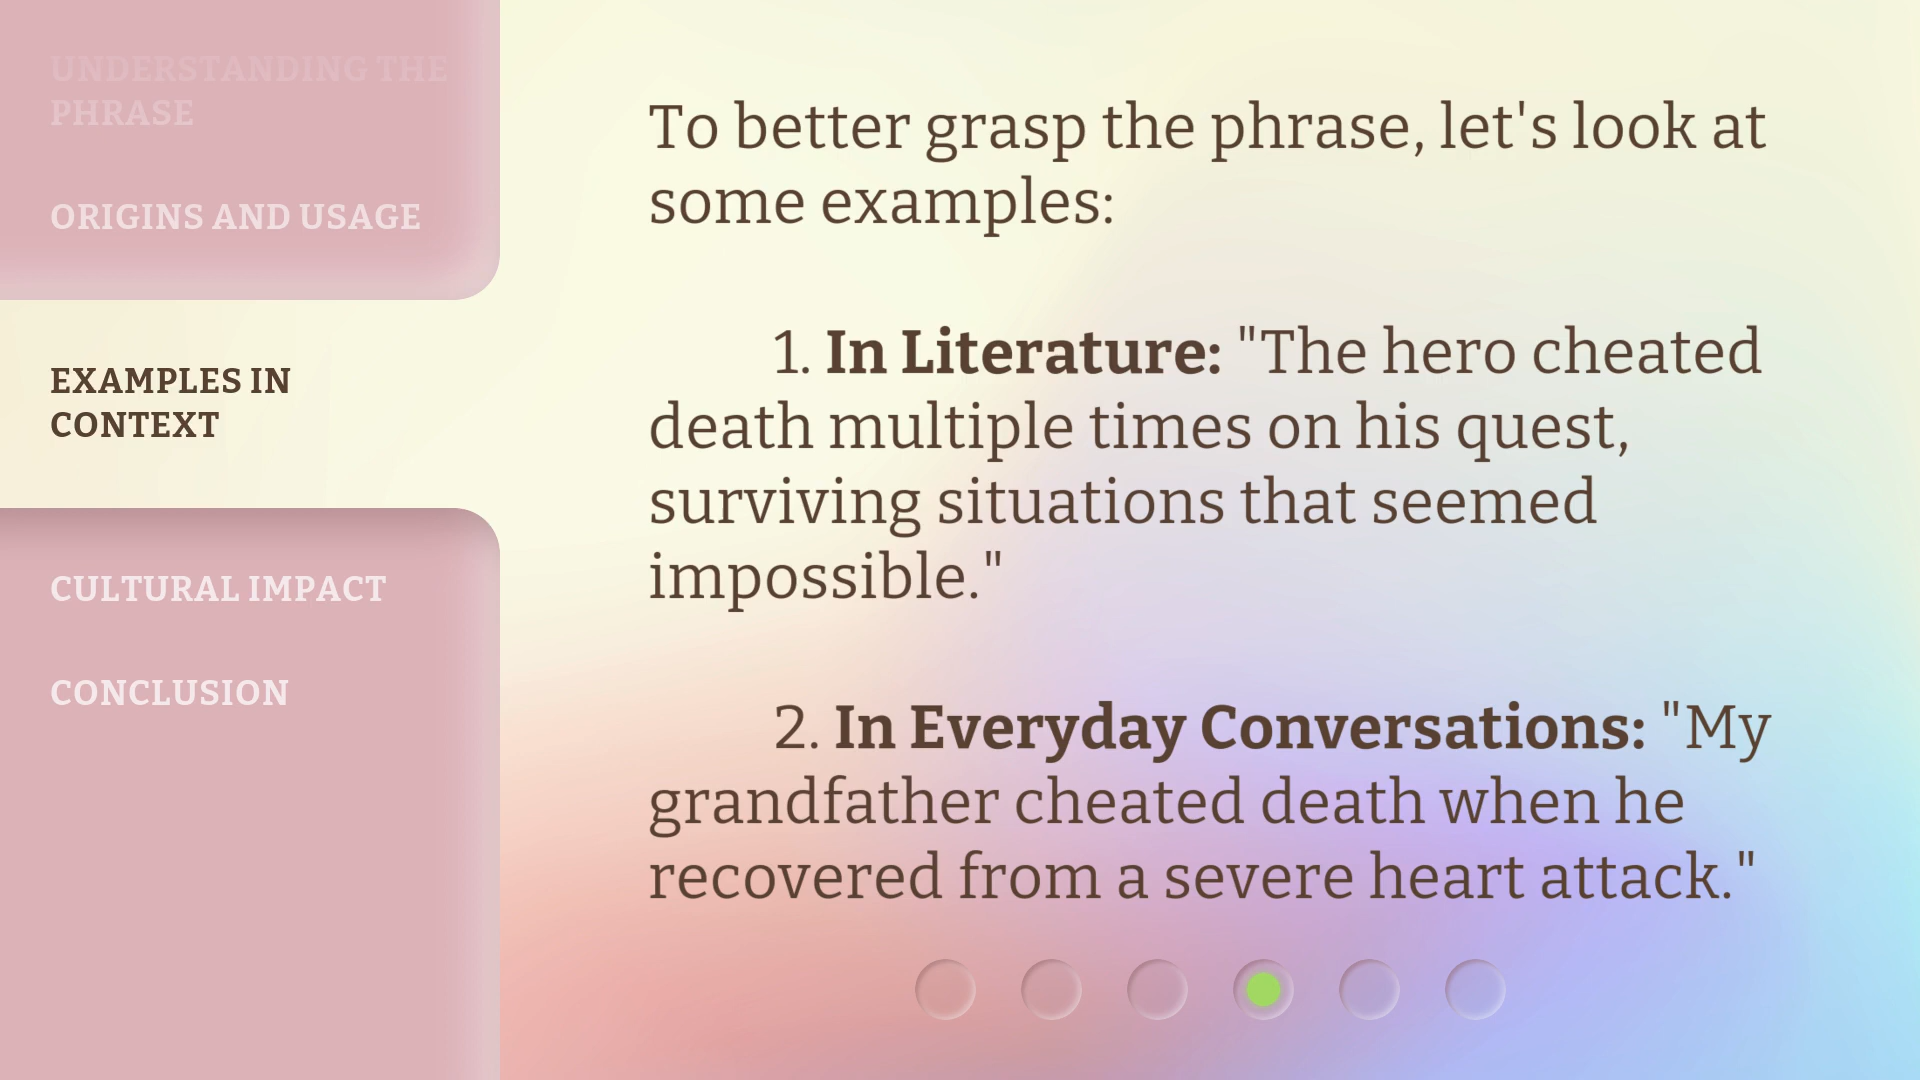 UNDERSTANDING THE
PHRASE
ORIGINS AND USAGE
EXAMPLES IN
CONTEXT
CULTURAL IMPACT
CONCLUSION
To better grasp the phrase, let's look at
some examples:
1. In Literature: "The hero cheated
death multiple times on his quest,
surviving situations that seemed
impossible."
2. In Everyday Conversations: "My
grandfather cheated death when he
recovered from a severe heart attack."